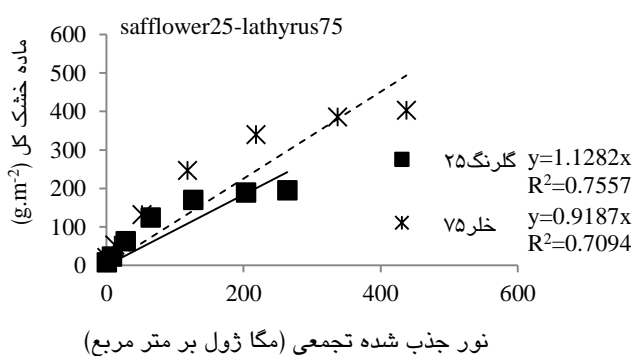 safflower25-lathyrus75
ماده خشک کل (g.m-2)
600
500
400
300
200
100
0
0 200 400 600
گلرنگ۲۵ y=1.1282x
R2=0.7557
خلر۷۵ y=0.9187x
R2=0.7094
نور جذب شده تجمعی (مگا ژول بر متر مربع)